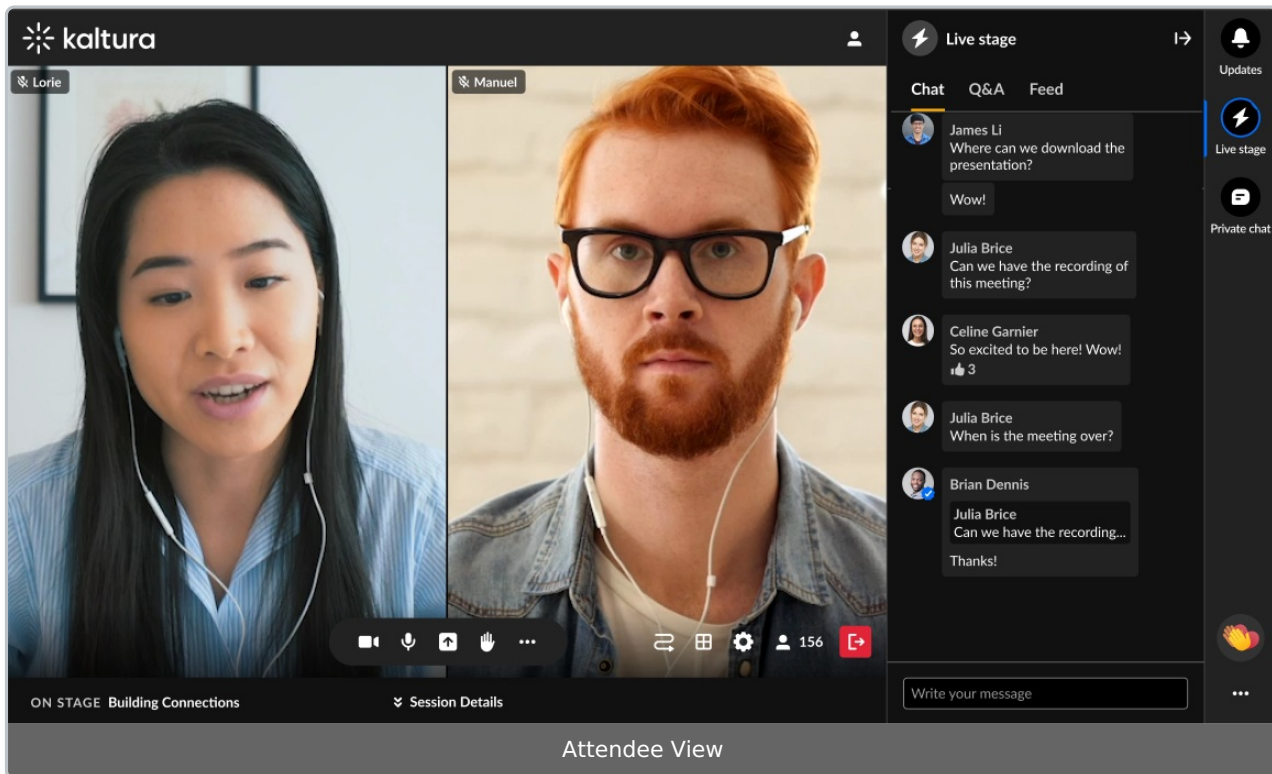 kaltura
Lorie
Manuel
Live stage
Chat Q&A Feed
James Li
Where can we download the
presentation?
Wow!
Julia Brice
Can we have the recording of
this meeting?
Celine Garnier
So excited to be here! Wow!
3
Julia Brice
When is the meeting over?
Brian Dennis
Julia Brice
Can we have the recording...
Thanks!
Updates
Live stage
Private chat
156
ON STAGE Building Connections
Session Details
Write your message
Attendee View